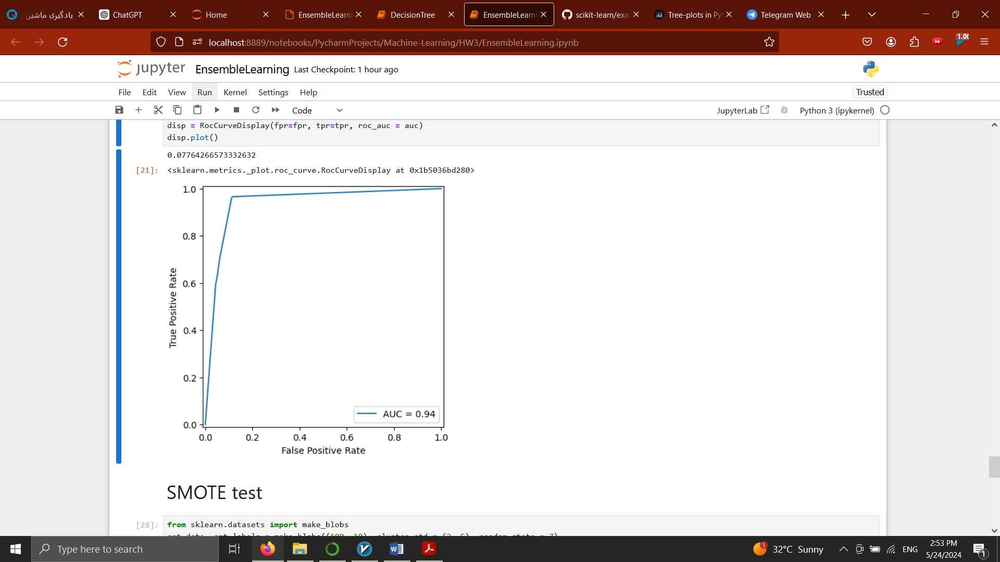 یادگیری ماشین
ChatGPT
Home
EnsembleLearni
DecisionTree
EnsembleLearni
scikit-learn/exa
Tree-plots in Pyt
Telegram Web
localhost:8889/notebooks/PycharmProjects/Machine-Learning/HW3/EnsembleLearning.ipynb
1.00
jupyter EnsembleLearning Last Checkpoint: 1 hour ago
File Edit View Run Kernel Settings Help
Trusted
Code
JupyterLab
Python 3 (ipykernel)
disp = RocCurveDisplay(fpr=fpr, tpr=tpr, roc_auc = auc)
disp.plot()
0.07764266573332632
[21]: <sklearn.metrics._plot.roc_curve.RocCurveDisplay at 0x1b5036bd280>
1.0
0.8
0.6
0.4
0.2
0.0
True Positive Rate
AUC = 0.94
0.0 0.2 0.4 0.6 0.8 1.0
False Positive Rate
SMOTE test
[28]: from sklearn.datasets import make_blobs
Type here to search
1
32°C Sunny
ENG
2:53 PM
5/24/2024
1